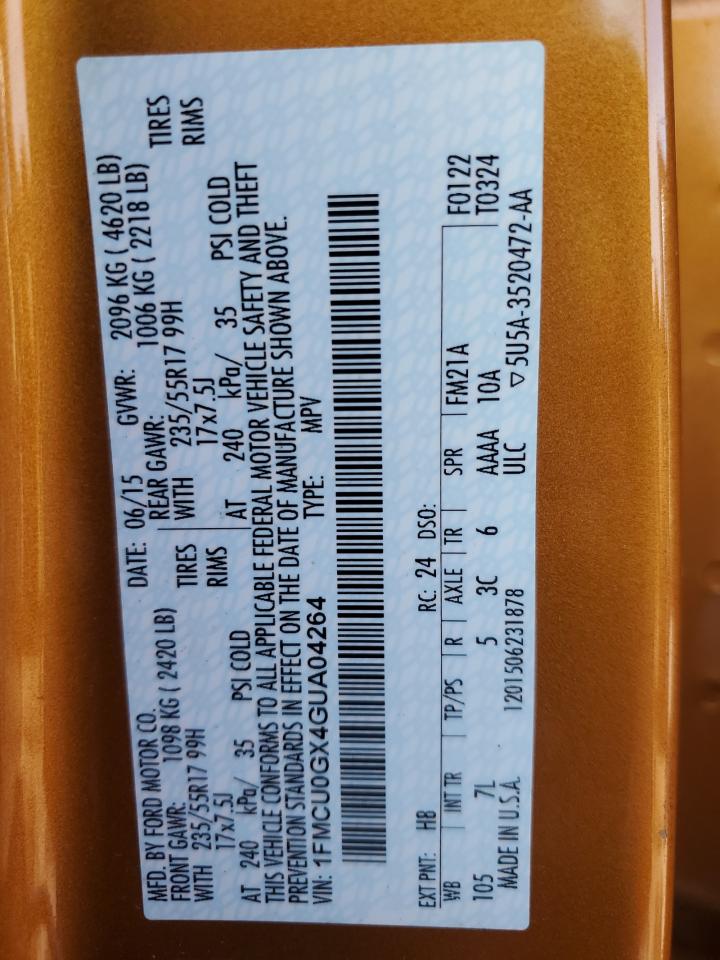 MFD. BY FORD MOTOR CO. DATE: 06/15 GVWR: 2096 KG ( 4620 LB)
FRONT GAWR: 1098 KG ( 2420 LB) REAR GAWR: 1006 KG ( 2218 LB)
WITH 235/55R17 99H TIRES WITH 235/55R17 99H TIRES
17x7.5J RIMS 17x7.5J RIMS
AT 240 kPa/ 35 PSI COLD AT 240 kPa/ 35 PSI COLD
THIS VEHICLE CONFORMS TO ALL APPLICABLE FEDERAL MOTOR VEHICLE SAFETY AND THEFT
PREVENTION STANDARDS IN EFFECT ON THE DATE OF MANUFACTURE SHOWN ABOVE.
VIN: 1FMCU0GX4GUA04264 TYPE: MPV
EXT PNT: HB RC: 24 DSO: F0122
WB INT TR TP/PS R AXLE TR SPR FM21A T0324
105 7L 5 3C 6 AAAA 10A
MADE IN U.S.A. 1201506231878 ULC ▽5U5A-3520472-AA